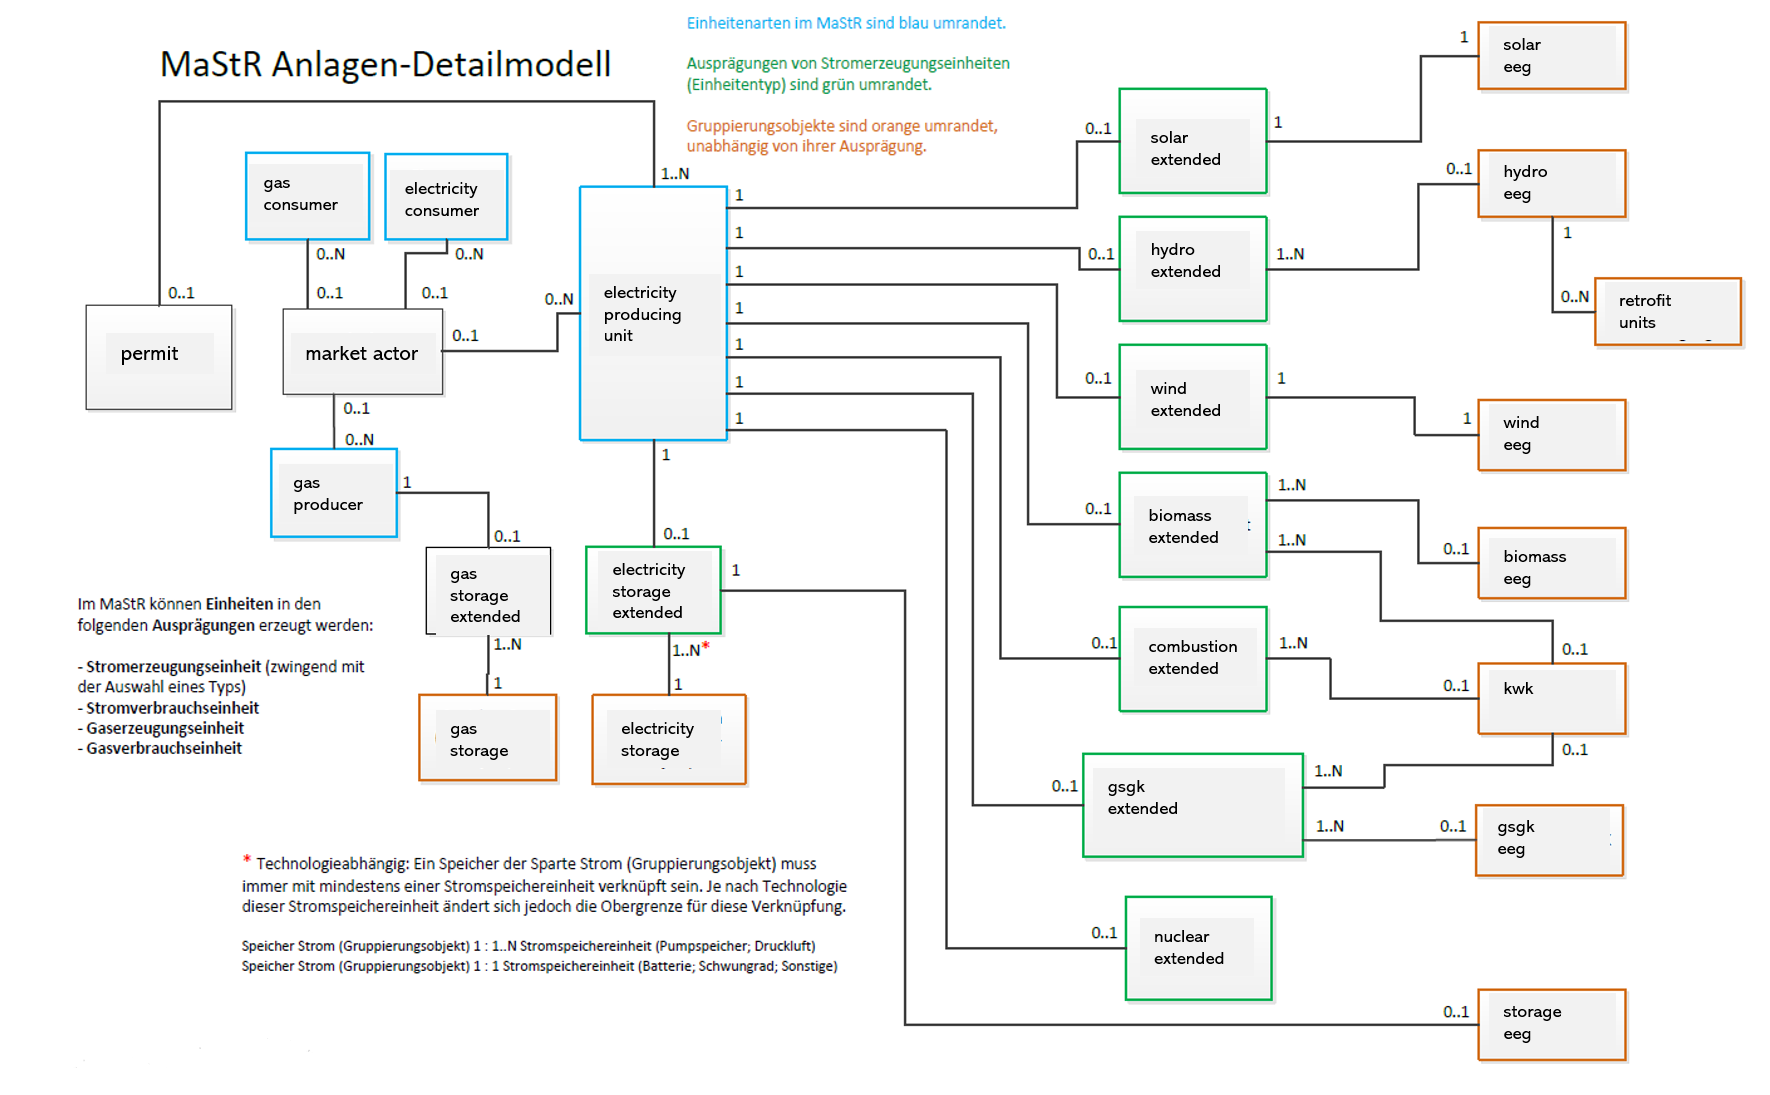 MaStR Anlagen-Detailmodell
Einheitenarten im MaStR sind blau umrandet.
Ausprägungen von Stromerzeugungseinheiten
(Einheitentyp) sind grün umrandet.
Gruppierungsobjekte sind orange umrandet,
unabhängig von ihrer Ausprägung.
gas
consumer
0..N
0..1
electricity
consumer
0..N
0..1
permit
0..1
1..N
market actor
0..1
0..N
0..1
0..N
gas
producer
1
0..1
gas
storage
extended
1..N
1
gas
storage
electricity
producing
unit
1
1
1
1
1
1
1
1
0..1
electricity
storage
extended
1
1..N*
1
electricity
storage
0..1
solar
extended
1
1
solar
eeg
0..1
hydro
extended
1..N
0..1
hydro
eeg
1
0..N
retrofit
units
0..1
wind
extended
1
1
wind
eeg
0..1
biomass
extended
1..N
1..N
0..1
biomass
eeg
0..1
combustion
extended
1..N
0..1
0..1
kwk
0..1
0..1
gsgk
extended
1..N
1..N
0..1
gsgk
eeg
0..1
nuclear
extended
0..1
storage
eeg
Im MaStR können Einheiten in den
folgenden Ausprägungen erzeugt werden:
- Stromerzeugungseinheit (zwingend mit
der Auswahl eines Typs)
- Stromverbrauchseinheit
- Gaserzeugungseinheit
- Gasverbrauchseinheit
* Technologieabhängig: Ein Speicher der Sparte Strom (Gruppierungsobjekt) muss
immer mit mindestens einer Stromspeichereinheit verknüpft sein. Je nach Technologie
dieser Stromspeichereinheit ändert sich jedoch die Obergrenze für diese Verknüpfung.
Speicher Strom (Gruppierungsobjekt) 1 : 1..N Stromspeichereinheit (Pumpspeicher; Druckluft)
Speicher Strom (Gruppierungsobjekt) 1 : 1 Stromspeichereinheit (Batterie; Schwungrad; Sonstige)